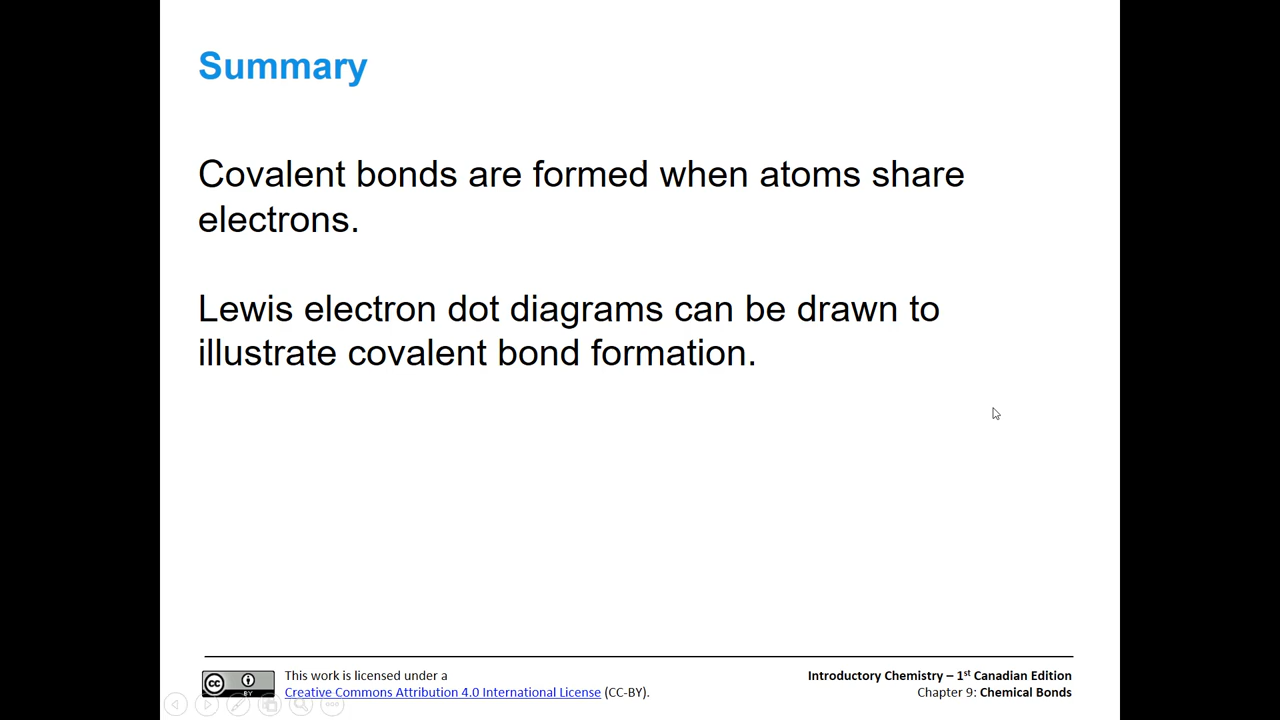 Summary
Covalent bonds are formed when atoms share
electrons.
Lewis electron dot diagrams can be drawn to
illustrate covalent bond formation.
CC
BY
This work is licensed under a
Creative Commons Attribution 4.0 International License (CC-BY).
Introductory Chemistry – 1st Canadian Edition
Chapter 9: Chemical Bonds